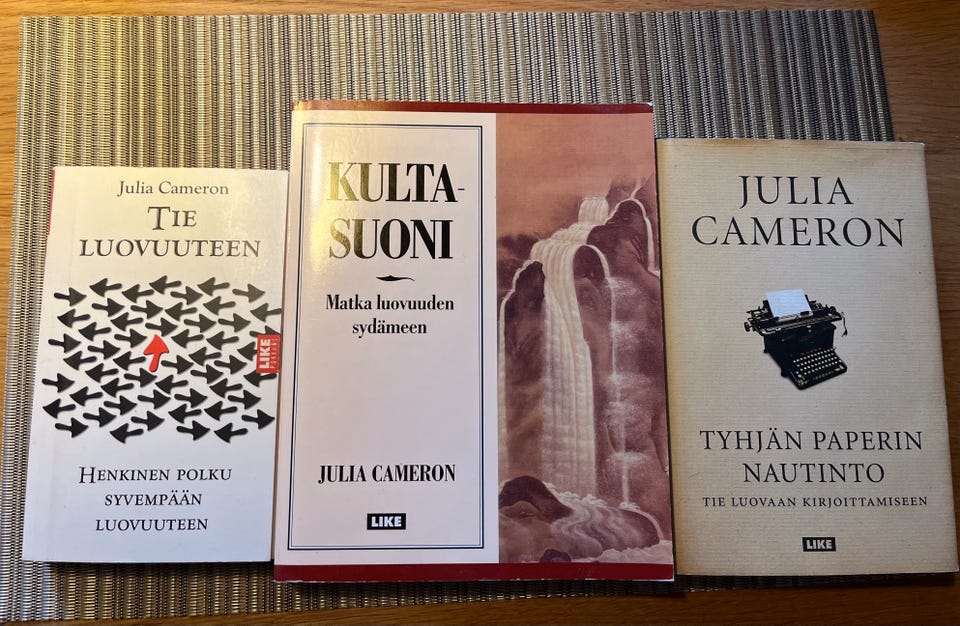 Julia Cameron
TIE
LUOVUUTEEN
LIKE
POKKARI
HENKINEN POLKU
SYVEMPÄÄN
LUOVUUTEEN
KULTA-
SUONI
Matka luovuuden
sydämeen
JULIA CAMERON
LIKE
JULIA
CAMERON
TYHJÄN PAPERIN
NAUTINTO
TIE LUOVAAN KIRJOITTAMISEEN
LIKE